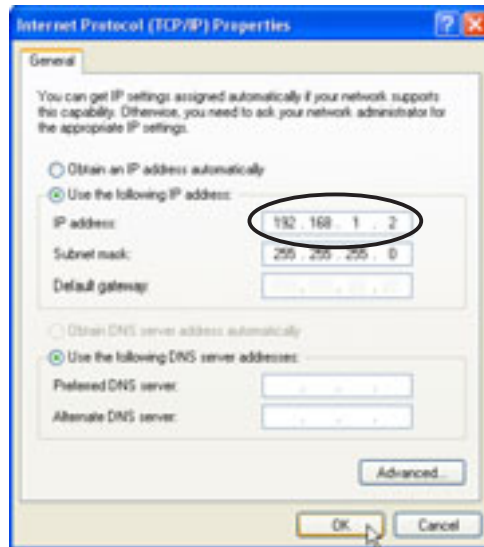 Internet Protocol (TCP/IP) Properties
General
You can get IP settings assigned automatically if your network supports
this capability. Otherwise, you need to ask your network administrator for
the appropriate IP settings.
Obtain an IP address automatically
Use the following IP address:
IP address: 192 . 168 . 1 . 2
Subnet mask: 255 . 255 . 255 . 0
Default gateway: . . .
Obtain DNS server address automatically
Use the following DNS server addresses:
Preferred DNS server: . . .
Alternate DNS server: . . .
Advanced...
OK Cancel